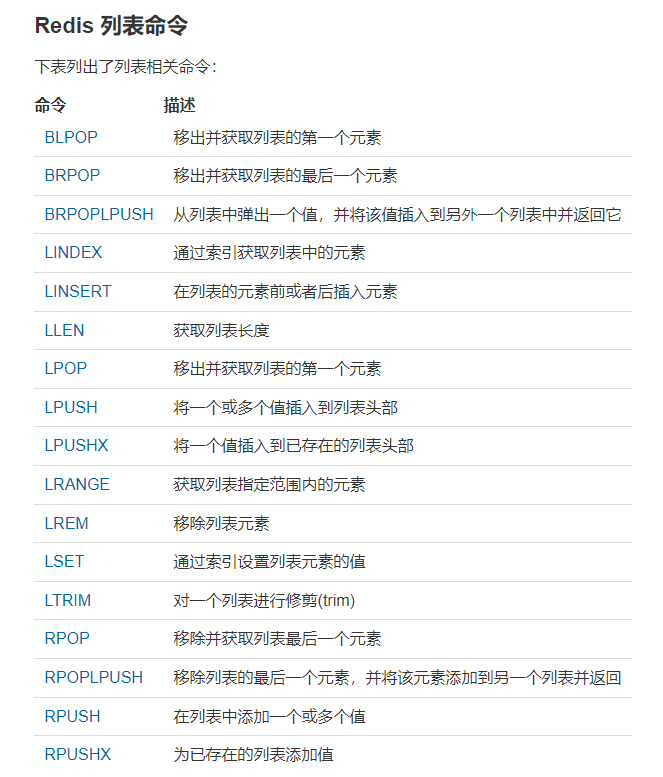 Redis 列表命令
下表列出了列表相关命令：
命令 描述
BLPOP 移出并获取列表的第一个元素
BRPOP 移出并获取列表的最后一个元素
BRPOPLPUSH 从列表中弹出一个值，并将该值插入到另外一个列表中并返回它
LINDEX 通过索引获取列表中的元素
LINSERT 在列表的元素前或者后插入元素
LLEN 获取列表长度
LPOP 移出并获取列表的第一个元素
LPUSH 将一个或多个值插入到列表头部
LPUSHX 将一个值插入到已存在的列表头部
LRANGE 获取列表指定范围内的元素
LREM 移除列表元素
LSET 通过索引设置列表元素的值
LTRIM 对一个列表进行修剪(trim)
RPOP 移除并获取列表最后一个元素
RPOPLPUSH 移除列表的最后一个元素，并将该元素添加到另一个列表并返回
RPUSH 在列表中添加一个或多个值
RPUSHX 为已存在的列表添加值